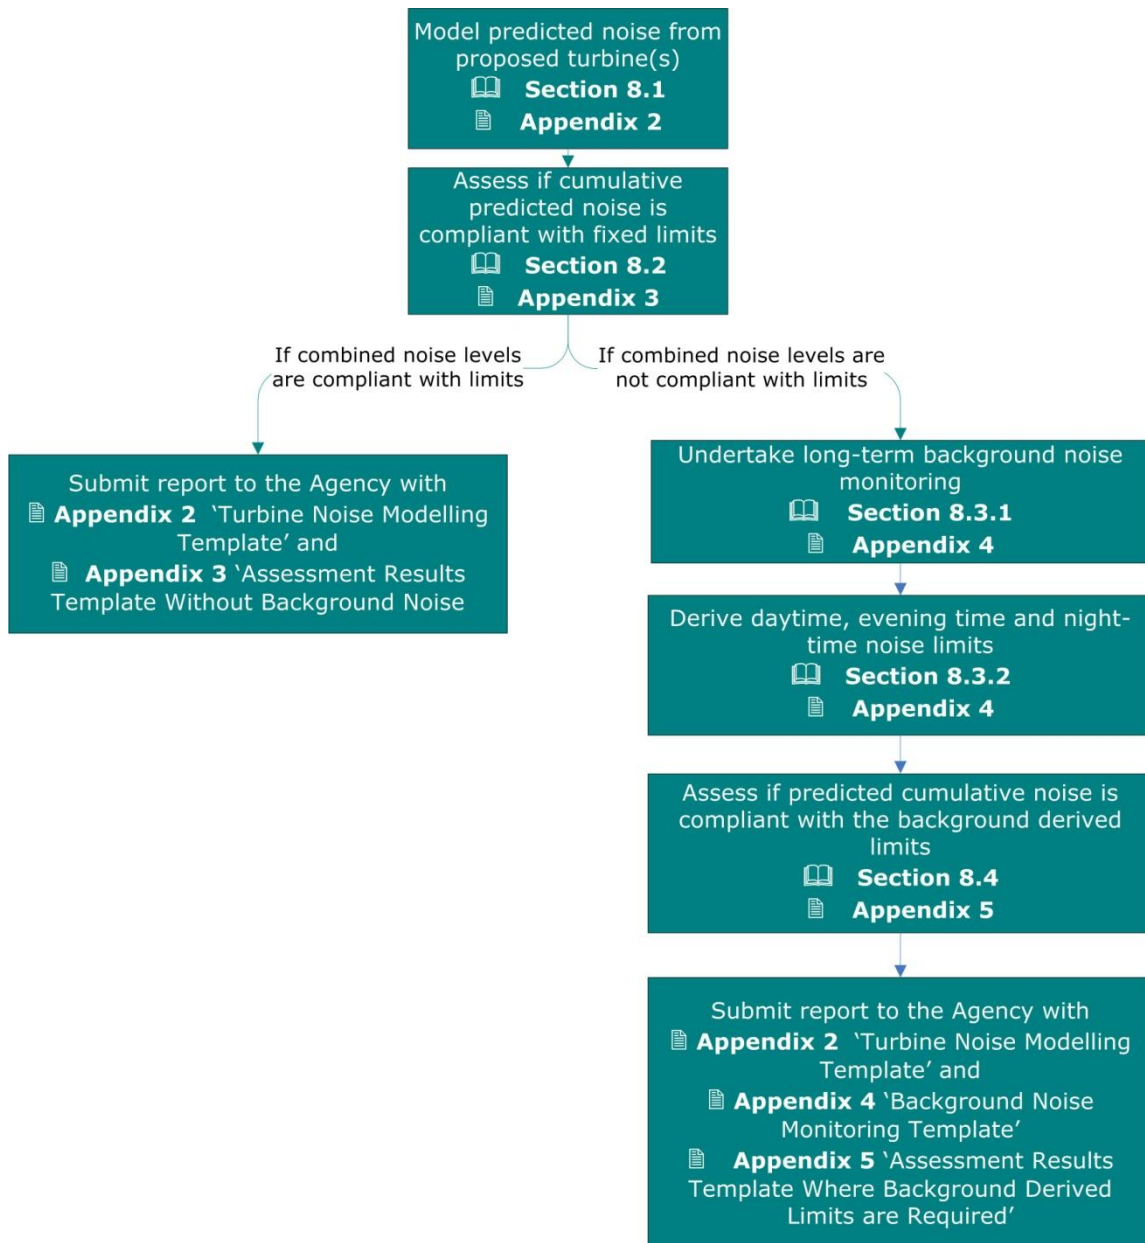 Model predicted noise from
proposed turbine(s)
Section 8.1
Appendix 2
Assess if cumulative
predicted noise is
compliant with fixed limits
Section 8.2
Appendix 3
If combined noise levels
are compliant with limits
If combined noise levels are
not compliant with limits
Submit report to the Agency with
Appendix 2 ‘Turbine Noise Modelling
Template’ and
Appendix 3 ‘Assessment Results
Template Without Background Noise
Undertake long-term background noise
monitoring
Section 8.3.1
Appendix 4
Derive daytime, evening time and night-
time noise limits
Section 8.3.2
Appendix 4
Assess if predicted cumulative noise is
compliant with the background derived
limits
Section 8.4
Appendix 5
Submit report to the Agency with
Appendix 2 ‘Turbine Noise Modelling
Template’ and
Appendix 4 ‘Background Noise
Monitoring Template’
Appendix 5 ‘Assessment Results
Template Where Background Derived
Limits are Required’